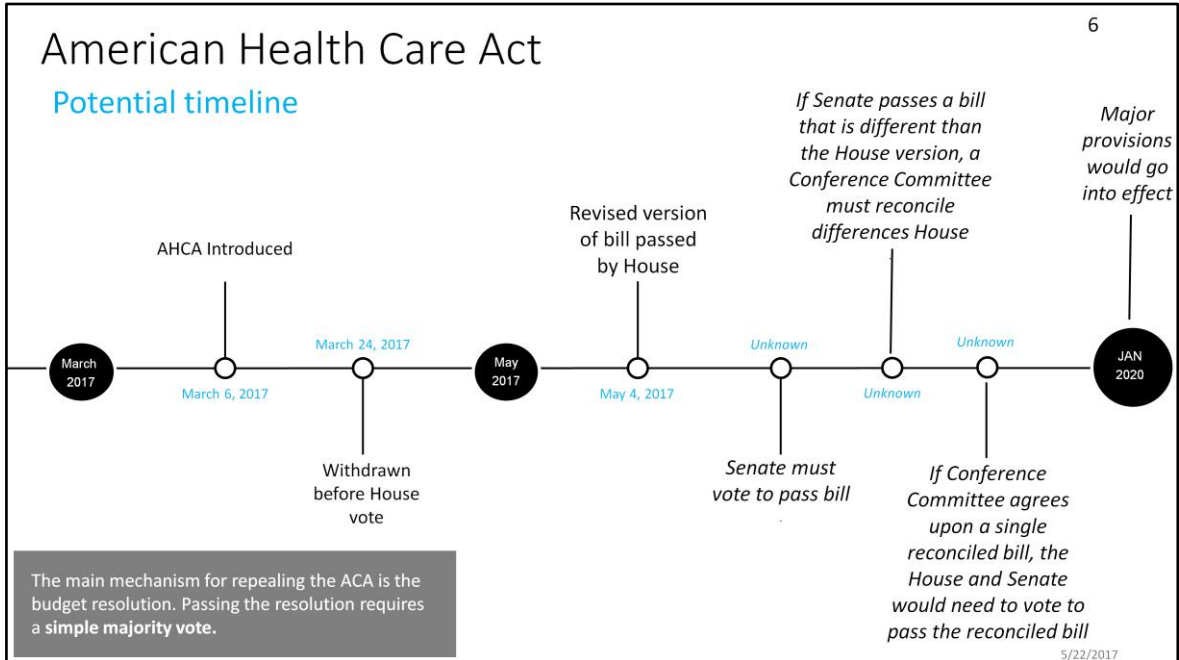 6
American Health Care Act
Potential timeline
March
2017
AHCA Introduced
March 6, 2017
March 24, 2017
Withdrawn
before House
vote
May
2017
Revised version
of bill passed
by House
May 4, 2017
Unknown
Senate must
vote to pass bill
If Senate passes a bill
that is different than
the House version, a
Conference Committee
must reconcile
differences House
Unknown
Unknown
If Conference
Committee agrees
upon a single
reconciled bill, the
House and Senate
would need to vote to
pass the reconciled bill
Major
provisions
would go
into effect
JAN
2020
The main mechanism for repealing the ACA is the
budget resolution. Passing the resolution requires
a simple majority vote.
5/22/2017